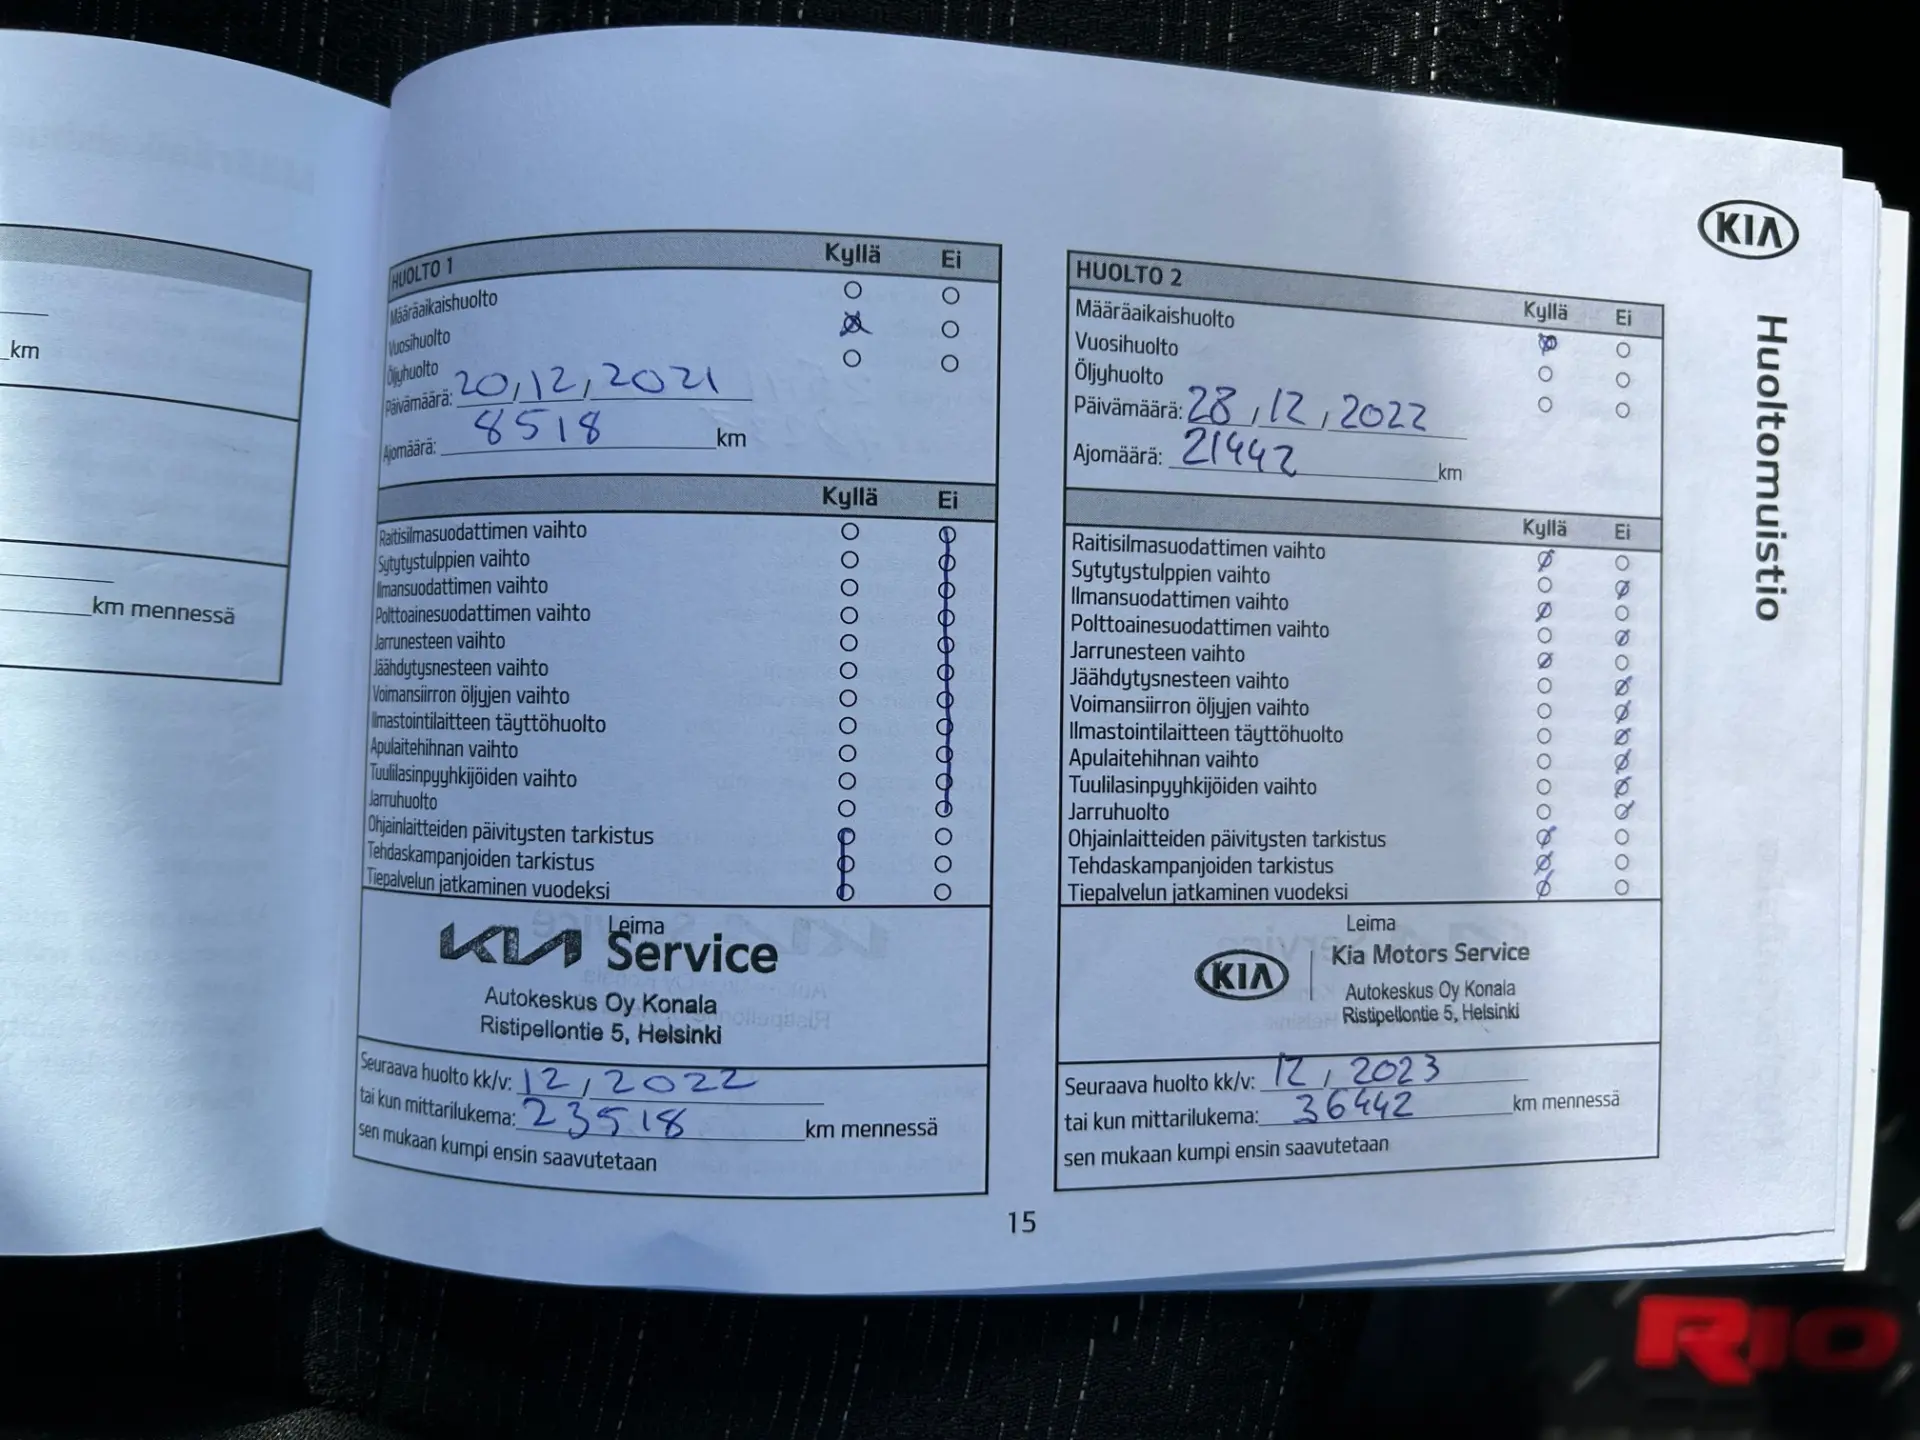 km
km mennessä
HUOLTO 1 Kyllä Ei
Määräaikaishuolto
Vuosihuolto
Öljyhuolto
Päivämäärä: 20,12,2021
Ajomäärä: 8518 km
Kyllä Ei
Raitisilmasuodattimen vaihto
Sytytystulppien vaihto
Ilmansuodattimen vaihto
Polttoainesuodattimen vaihto
Jarrunesteen vaihto
Jäähdytysnesteen vaihto
Voimansiirron öljyjen vaihto
Ilmastointilaitteen täyttöhuolto
Apulaitehihnan vaihto
Tuulilasinpyyhkijöiden vaihto
Jarruhuolto
Ohjainlaitteiden päivitysten tarkistus
Tehdaskampanjoiden tarkistus
Tiepalvelun jatkaminen vuodeksi
Leima
KIA Service
Autokeskus Oy Konala
Ristipellontie 5, Helsinki
Seuraava huolto kk/v: 12, 2022
tai kun mittarilukema: 23518 km mennessä
sen mukaan kumpi ensin saavutetaan
HUOLTO 2 Kyllä Ei
Määräaikaishuolto
Vuosihuolto
Öljyhuolto
Päivämäärä: 28,12,2022
Ajomäärä: 21442 km
Kyllä Ei
Raitisilmasuodattimen vaihto
Sytytystulppien vaihto
Ilmansuodattimen vaihto
Polttoainesuodattimen vaihto
Jarrunesteen vaihto
Jäähdytysnesteen vaihto
Voimansiirron öljyjen vaihto
Ilmastointilaitteen täyttöhuolto
Apulaitehihnan vaihto
Tuulilasinpyyhkijöiden vaihto
Jarruhuolto
Ohjainlaitteiden päivitysten tarkistus
Tehdaskampanjoiden tarkistus
Tiepalvelun jatkaminen vuodeksi
Leima
KIA Kia Motors Service
Autokeskus Oy Konala
Ristipellontie 5, Helsinki
Seuraava huolto kk/v: 12, 2023
tai kun mittarilukema: 36442 km mennessä
sen mukaan kumpi ensin saavutetaan
15
KIA
Huoltomuistio
RIO